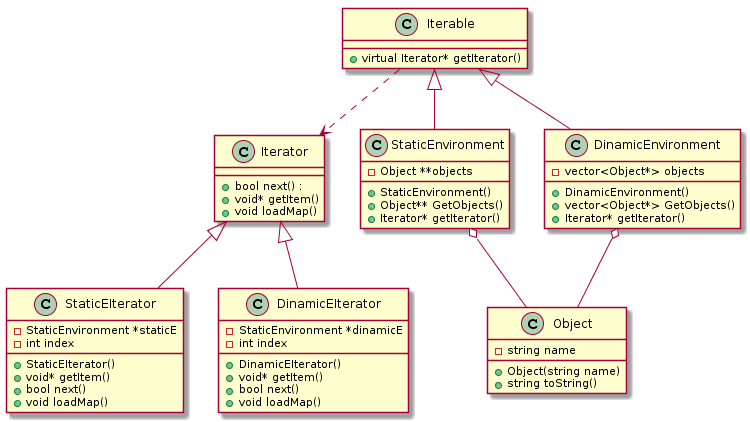 C Iterable
virtual Iterator* getIterator()
C Iterator
bool next() :
void* getItem()
void loadMap()
C StaticEnvironment
Object **objects
StaticEnvironment()
Object** GetObjects()
Iterator* getIterator()
C DinamicEnvironment
vector<Object*> objects
DinamicEnvironment()
vector<Object*> GetObjects()
Iterator* getIterator()
C StaticEIterator
StaticEnvironment *staticE
int index
StaticEIterator()
void* getItem()
bool next()
void loadMap()
C DinamicEIterator
StaticEnvironment *dinamicE
int index
DinamicEIterator()
void* getItem()
bool next()
void loadMap()
C Object
string name
Object(string name)
string toString()